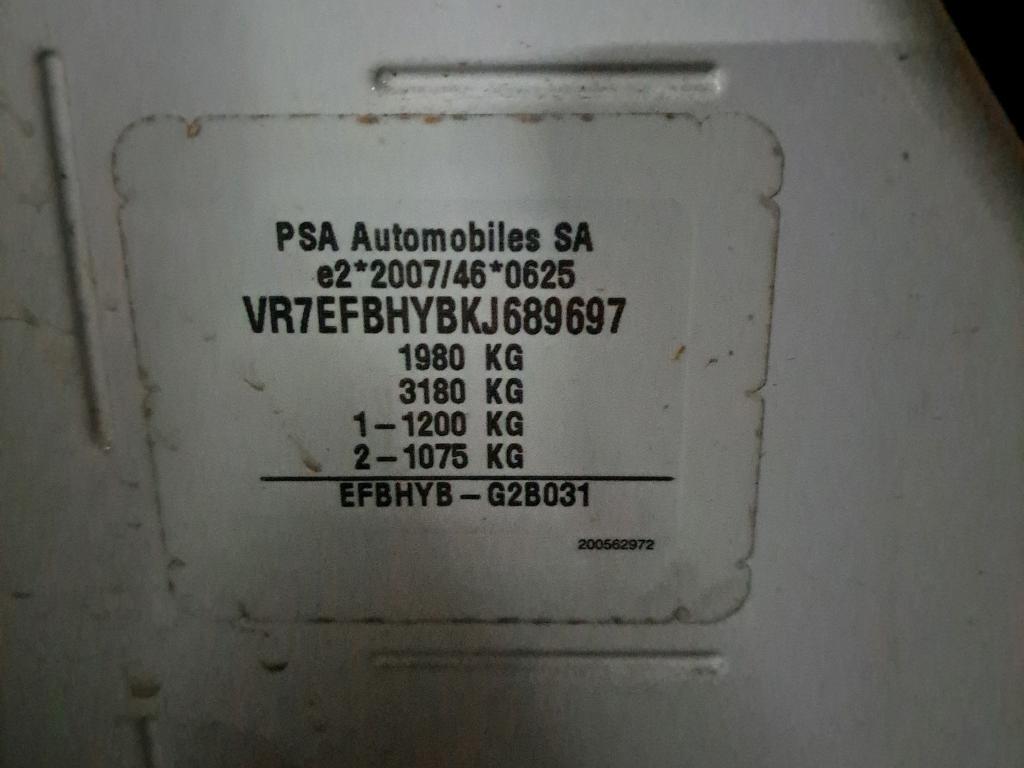 PSA Automobiles SA
e2*2007/46*0625
VR7EFBHYBKJ689697
1980 KG
3180 KG
1-1200 KG
2-1075 KG
EFBHYB-G2B031
200562972